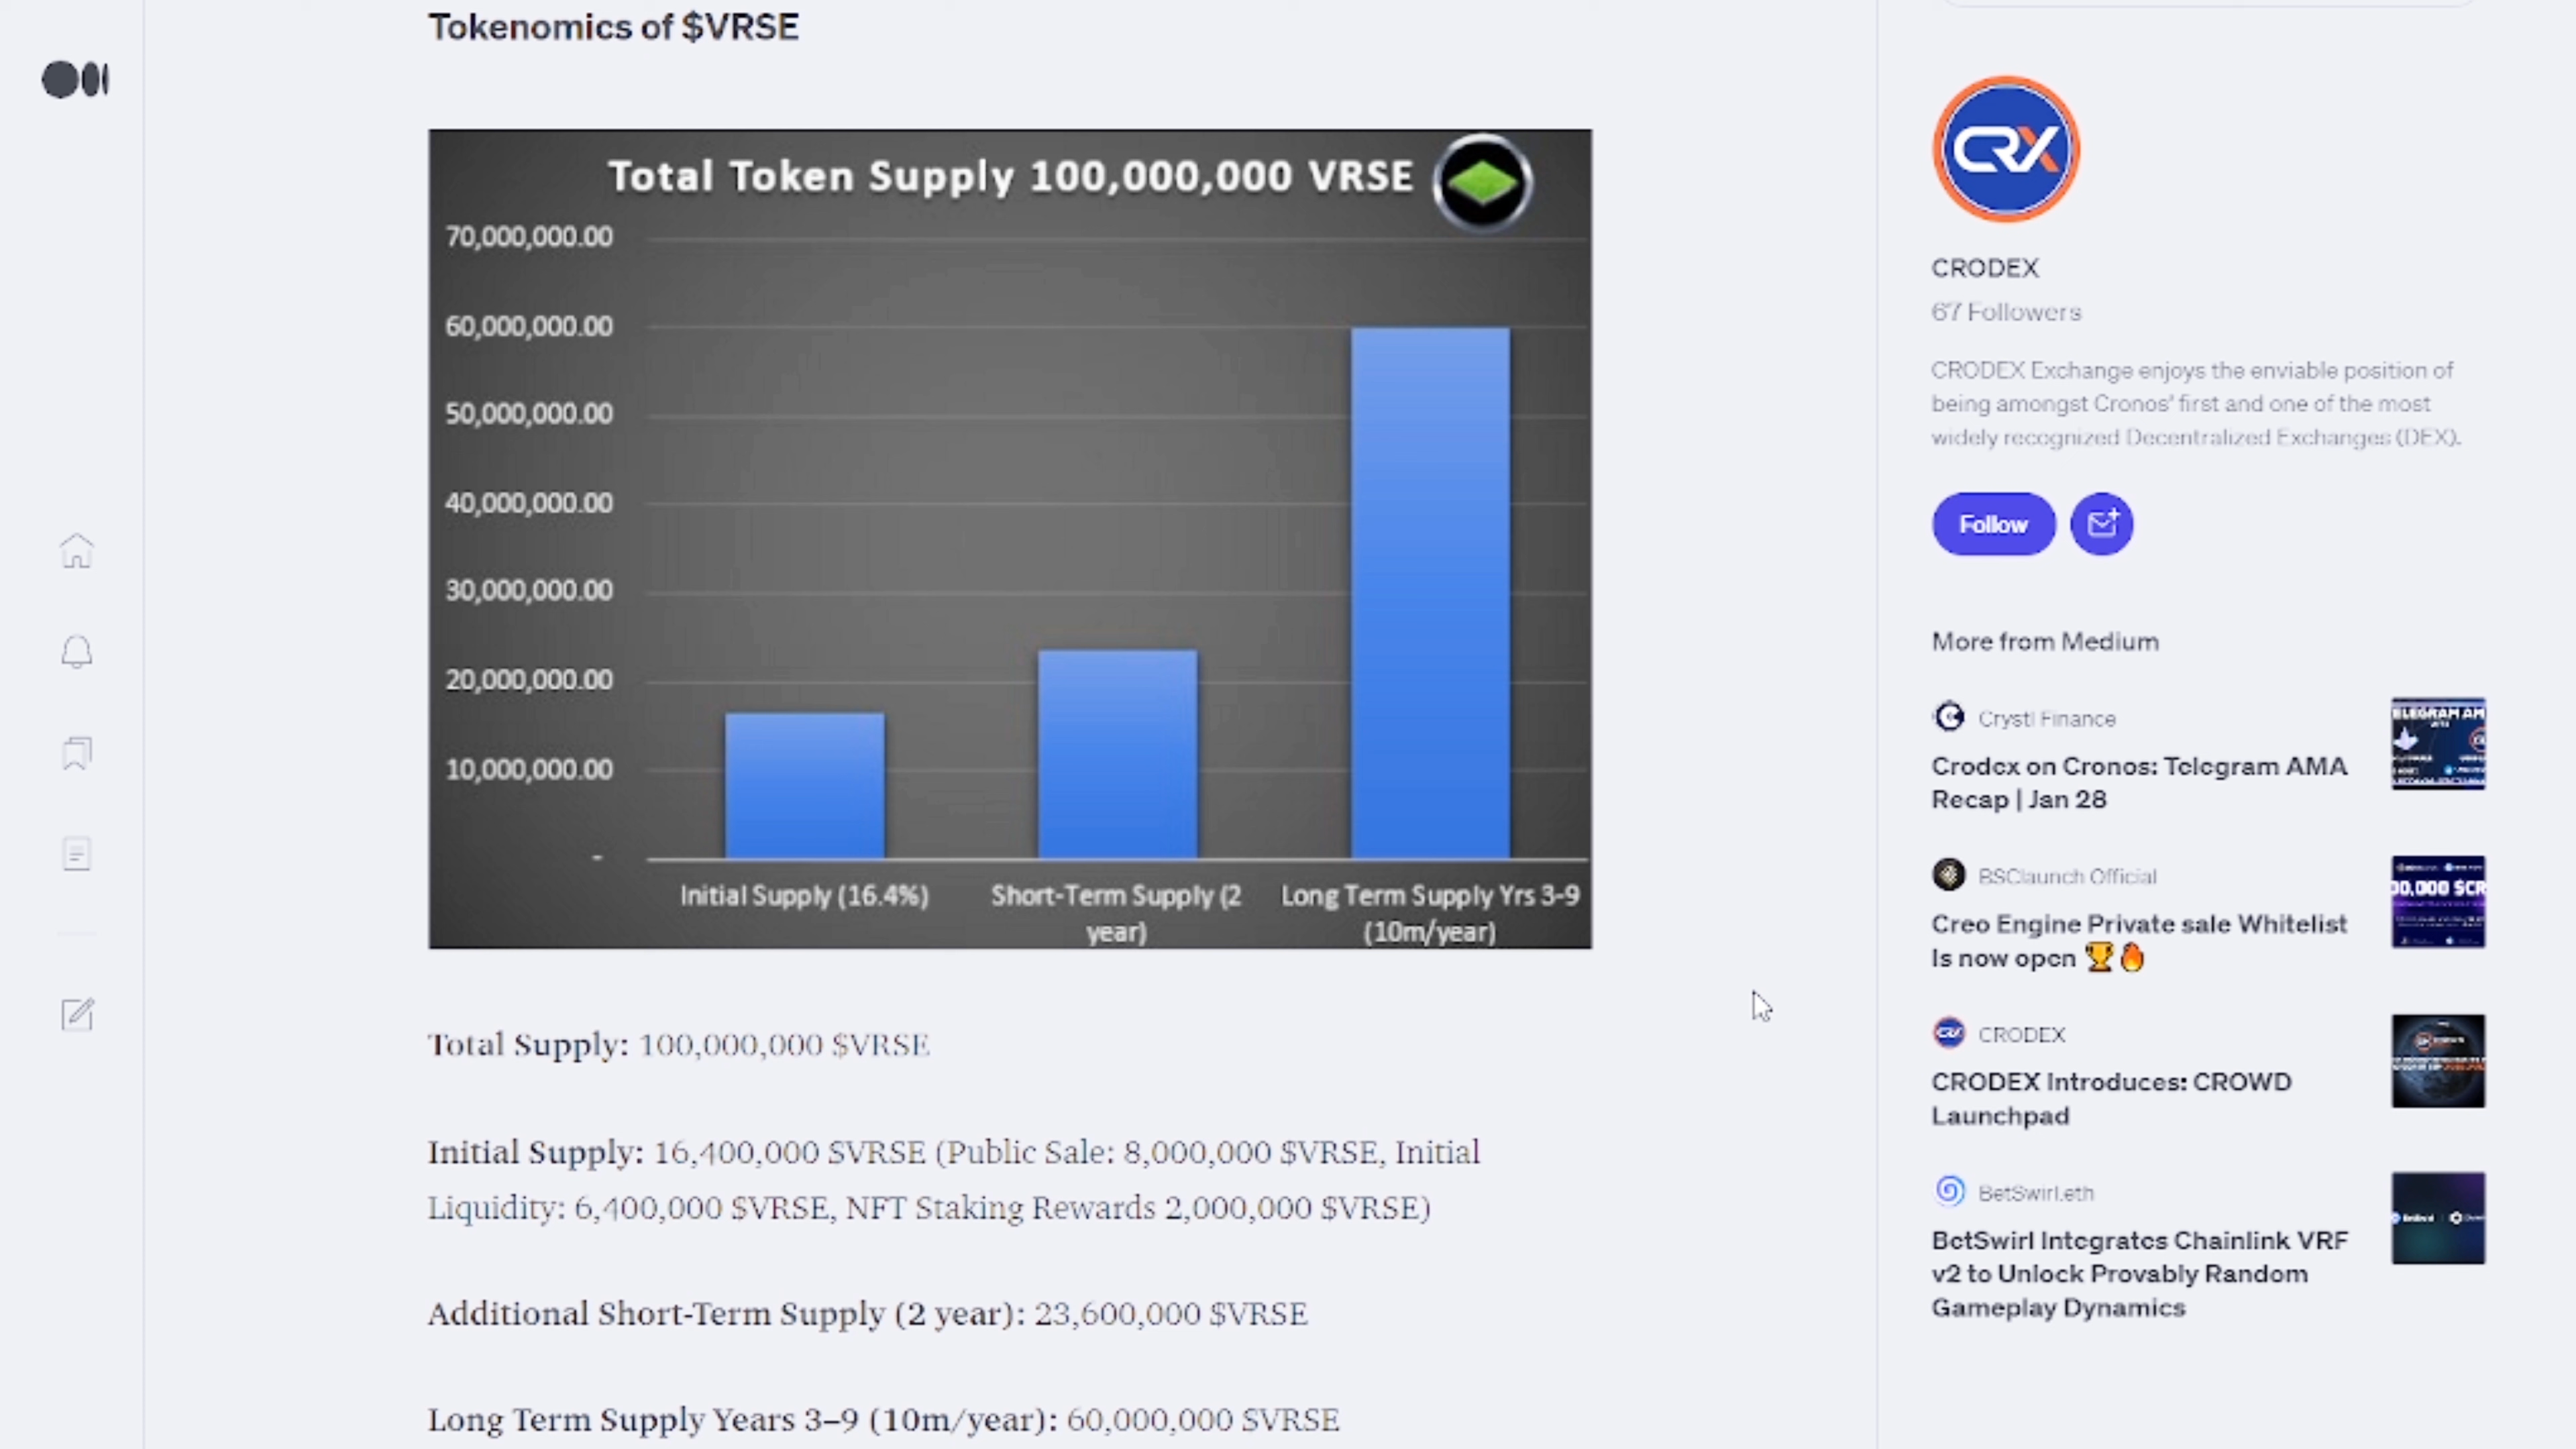 Tokenomics of $VRSE
Total Token Supply 100,000,000 VRSE
70,000,000.00
60,000,000.00
50,000,000.00
40,000,000.00
30,000,000.00
20,000,000.00
10,000,000.00
-
Initial Supply (16.4%)
Short-Term Supply (2
year)
Long Term Supply Yrs 3-9
(10m/year)
Total Supply: 100,000,000 $VRSE
Initial Supply: 16,400,000 $VRSE (Public Sale: 8,000,000 $VRSE, Initial
Liquidity: 6,400,000 $VRSE, NFT Staking Rewards 2,000,000 $VRSE)
Additional Short-Term Supply (2 year): 23,600,000 $VRSE
Long Term Supply Years 3–9 (10m/year): 60,000,000 $VRSE
CRX
CRODEX
67 Followers
CRODEX Exchange enjoys the enviable position of
being amongst Cronos' first and one of the most
widely recognized Decentralized Exchanges (DEX).
Follow
More from Medium
Crystl Finance
Crodex on Cronos: Telegram AMA
Recap | Jan 28
ELEGRAM AM
BSClaunch Official
Creo Engine Private sale Whitelist
Is now open 🏆🔥
00.000 $CR
CRODEX
CRODEX Introduces: CROWD
Launchpad
BetSwirl.eth
BetSwirl Integrates Chainlink VRF
v2 to Unlock Provably Random
Gameplay Dynamics